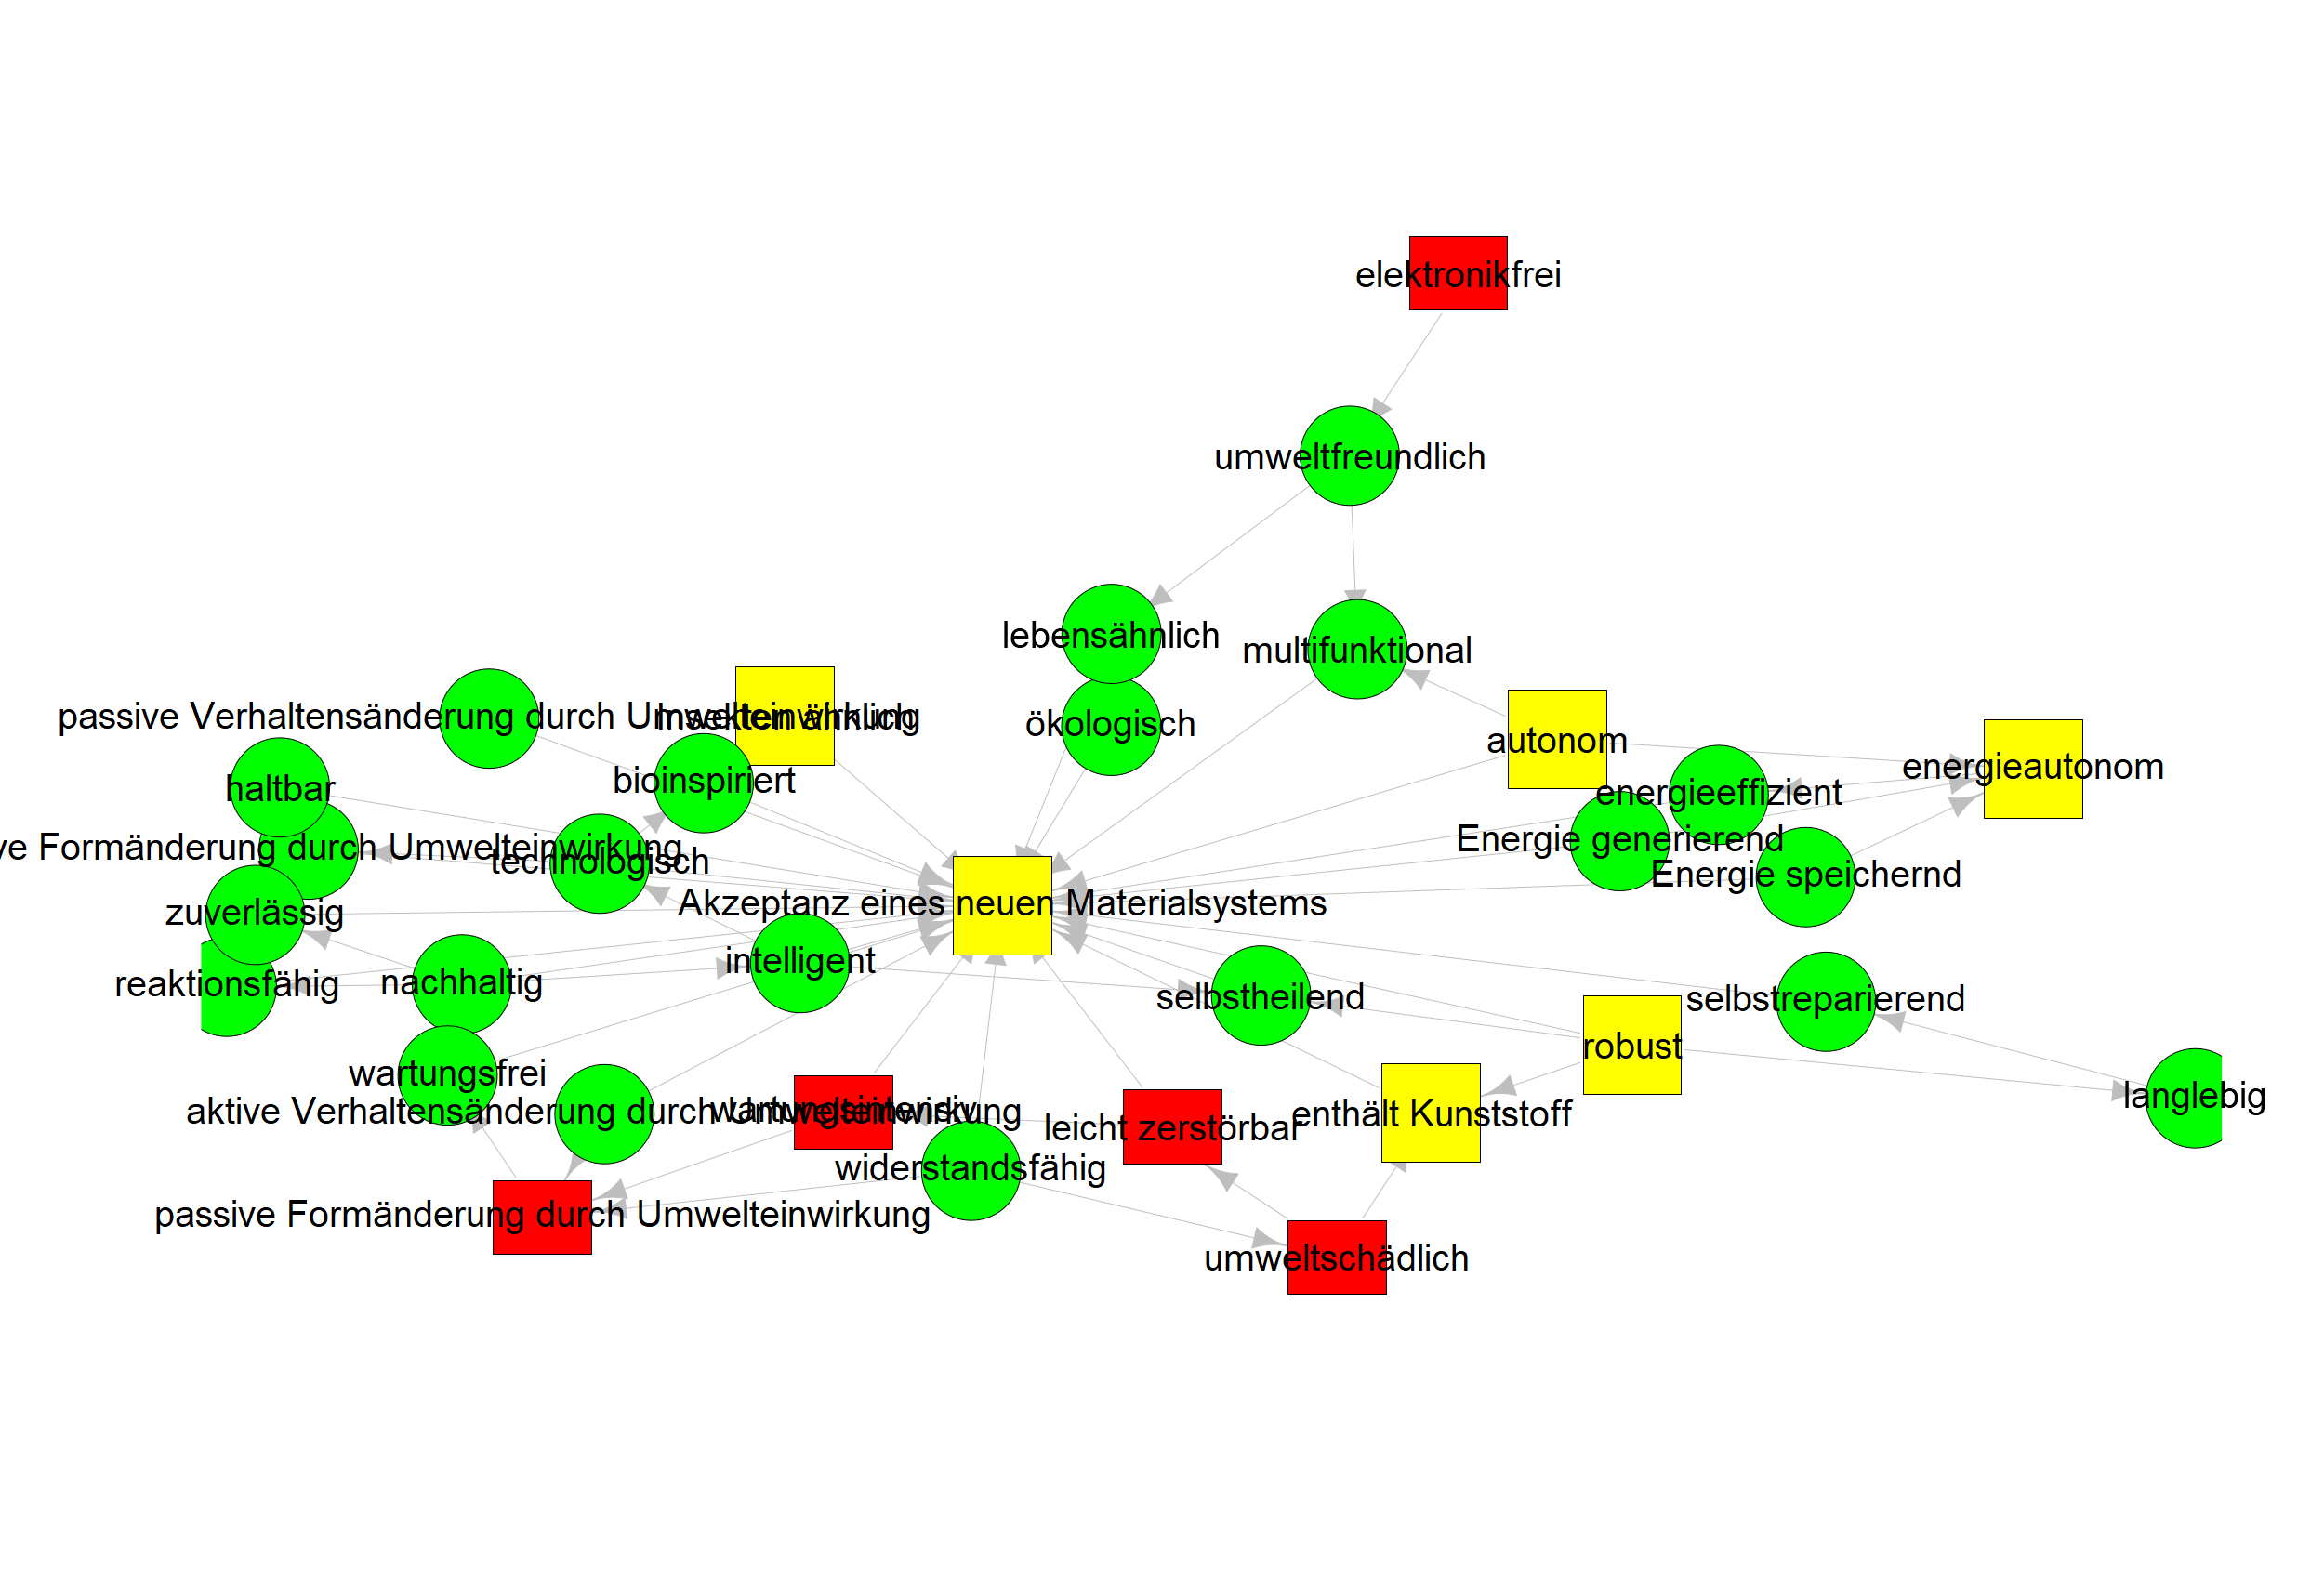 elektronikfrei
umweltfreundlich
lebensähnlich
multifunktional
passive Verhaltensänderung durch Umwelteinwirkung
Insekten ähnlich
ökologisch
autonom
energieautonom
bioinspiriert
haltbar
energieeffizient
Energie generierend
ve Formänderung durch Umwelteinwirkung
technologisch
Energie speichernd
Akzeptanz eines neuen Materialsystems
zuverlässig
intelligent
reaktionsfähig
nachhaltig
selbstheilend
selbstreparierend
robust
wartungsfrei
langlebig
aktive Verhaltensänderung durch Umwelteinwirkung
wartungsintensiv
leicht zerstörbar
enthält Kunststoff
widerstandsfähig
passive Formänderung durch Umwelteinwirkung
umweltschädlich